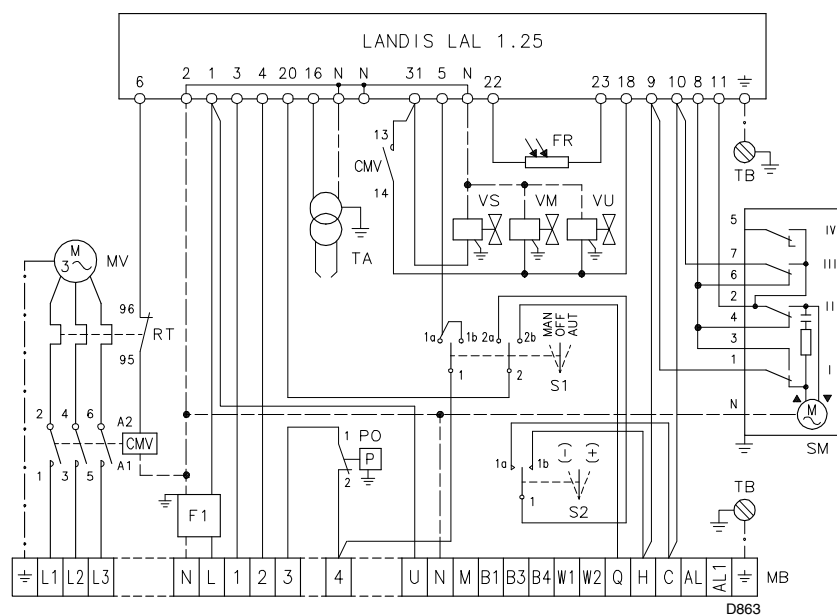 LANDIS LAL 1.25
6 2 1 3 4 20 16 N N 31 5 N 22 23 18 9 10 8 11
13
CMV
14
FR
TB
TA
VS VM VU
5 IV
7 III
6
2 II
4
3
1 I
N
M
SM
M
3
MV
96
RT
95
1a 1b 2a 2b
MAN
OFF
AUT
1 2
S1
2 4 6 A2
CMV
1 3 5 A1
1 PO
P
2
1a 1b (-) (+)
1
S2
F1
TB
L1 L2 L3 N L 1 2 3 4 U N M B1 B3 B4 W1 W2 Q H C AL AL1 MB
D863